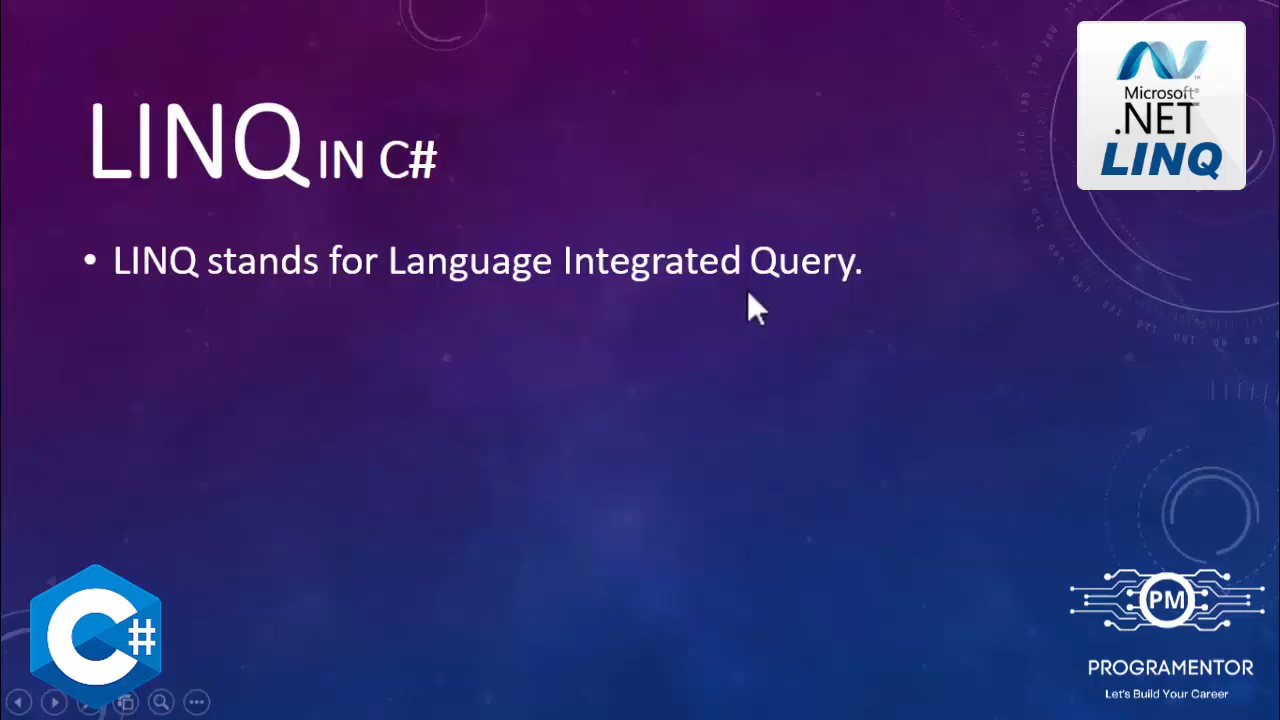 LINQ IN C#
• LINQ stands for Language Integrated Query.
Microsoft®
.NET
LINQ
C#
PM
PROGRAMENTOR
Let's Build Your Career